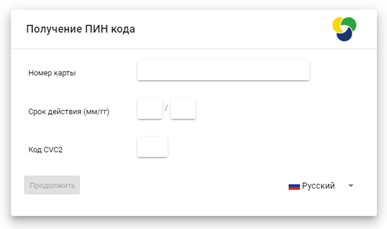 Получение ПИН кода
Номер карты
Срок действия (мм/гг)
/
Код CVC2
Продолжить
Русский